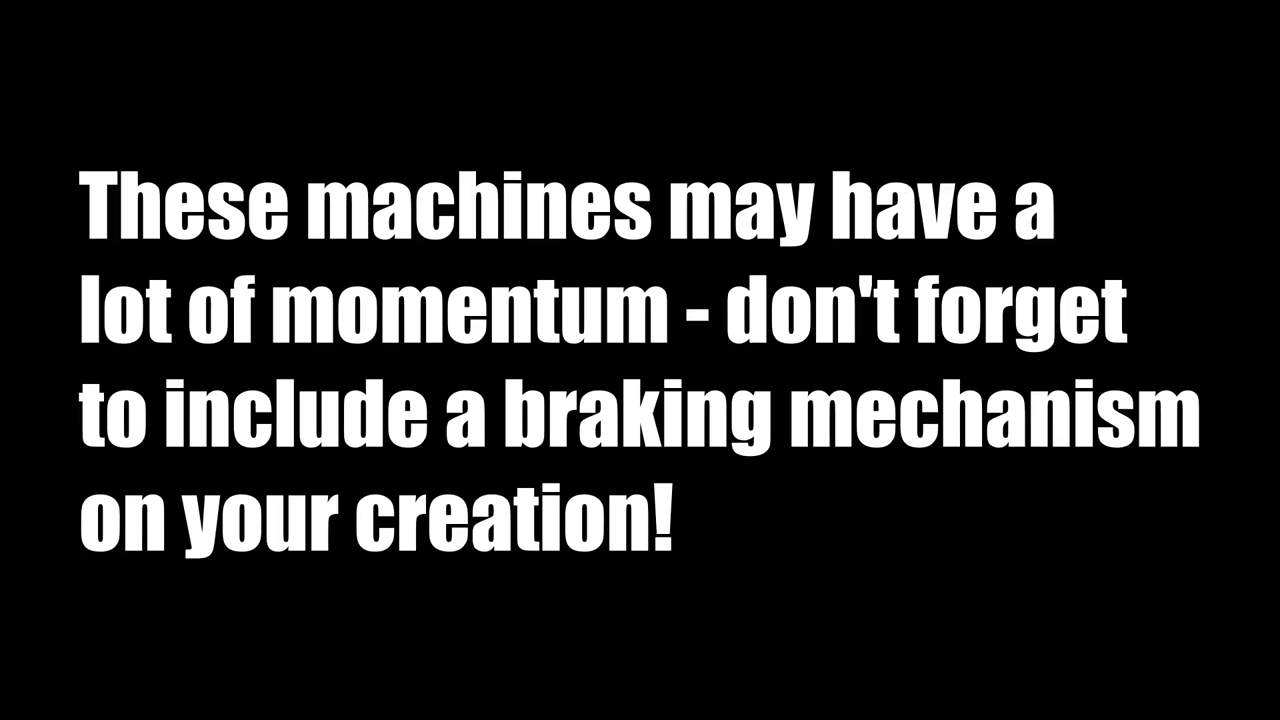 These machines may have a
lot of momentum - don't forget
to include a braking mechanism
on your creation!